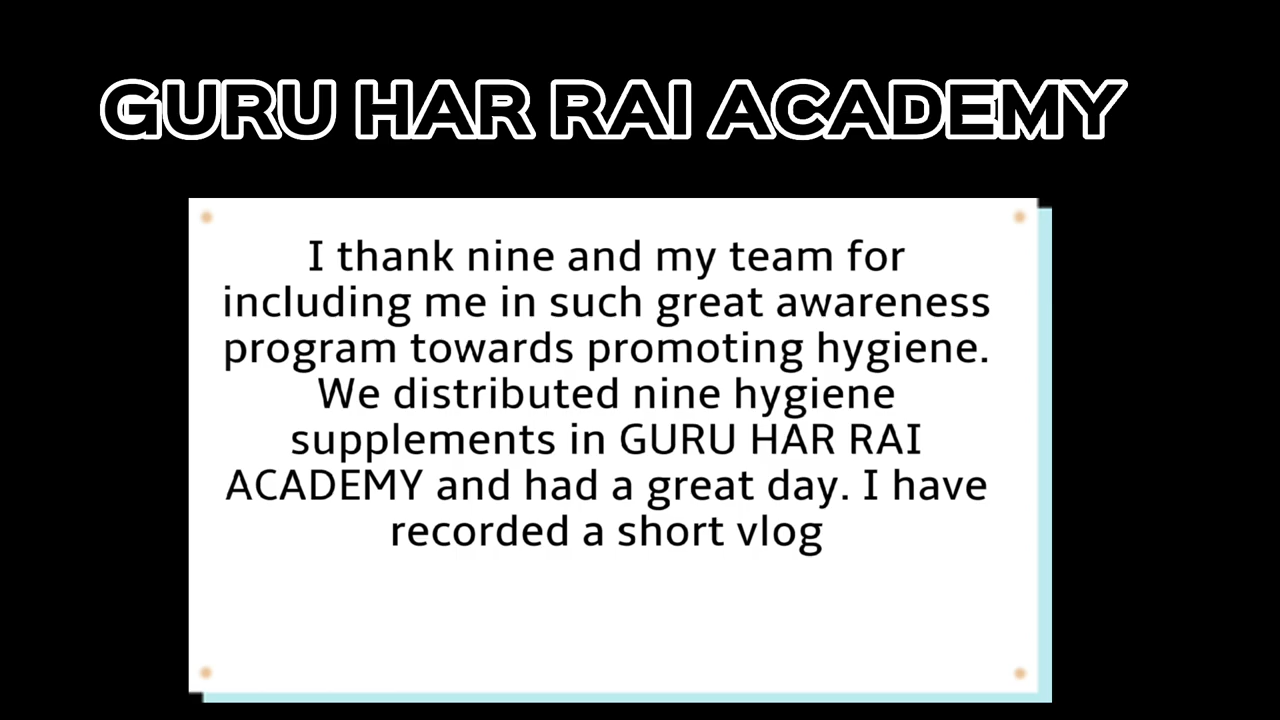 GURU HAR RAI ACADEMY
I thank nine and my team for
including me in such great awareness
program towards promoting hygiene.
We distributed nine hygiene
supplements in GURU HAR RAI
ACADEMY and had a great day. I have
recorded a short vlog